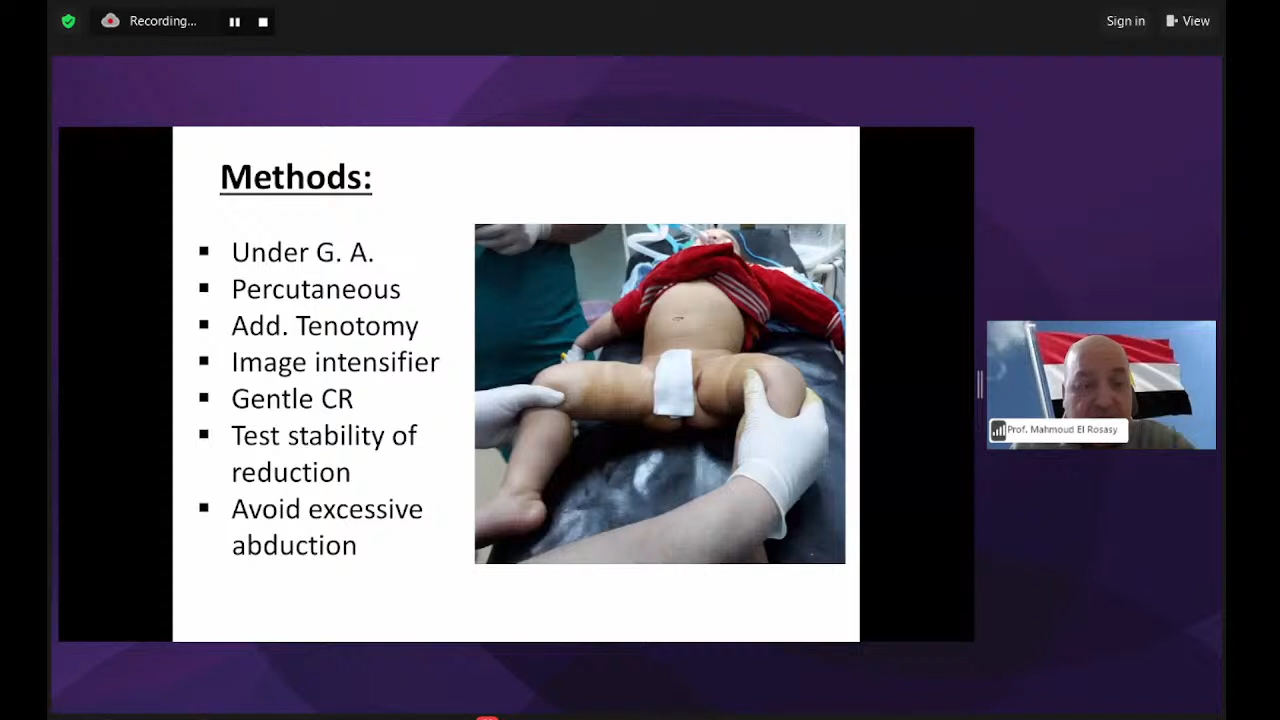 Recording...
Sign in
View
Methods:
Under G. A.
Percutaneous
Add. Tenotomy
Image intensifier
Gentle CR
Test stability of
reduction
Avoid excessive
abduction
Prof. Mahmoud El Rosasy